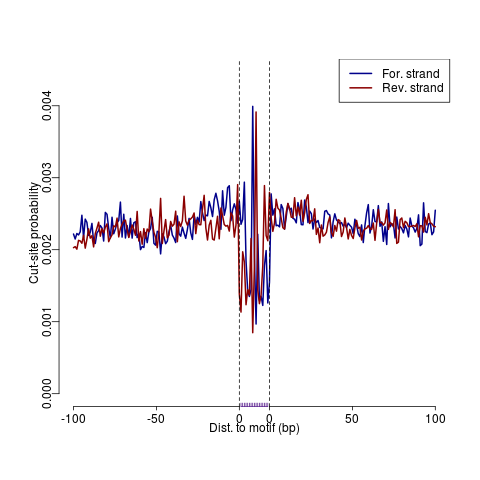 For. strand
Rev. strand
Cut-site probability
0.004
0.003
0.002
0.001
0.000
-100 -50 0 0 50 100
Dist. to motif (bp)